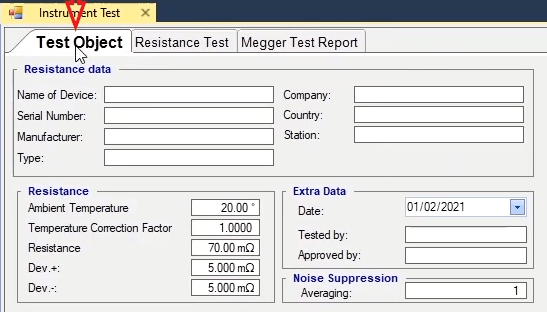 Instrument Test
Test Object Resistance Test Megger Test Report
Resistance data
Name of Device: Company:
Serial Number: Country:
Manufacturer: Station:
Type:
Resistance
Ambient Temperature 20.00 °
Temperature Correction Factor 1.0000
Resistance 70.00 mΩ
Dev.+: 5.000 mΩ
Dev.-: 5.000 mΩ
Extra Data
Date: 01/02/2021
Tested by:
Approved by:
Noise Suppression
Averaging: 1